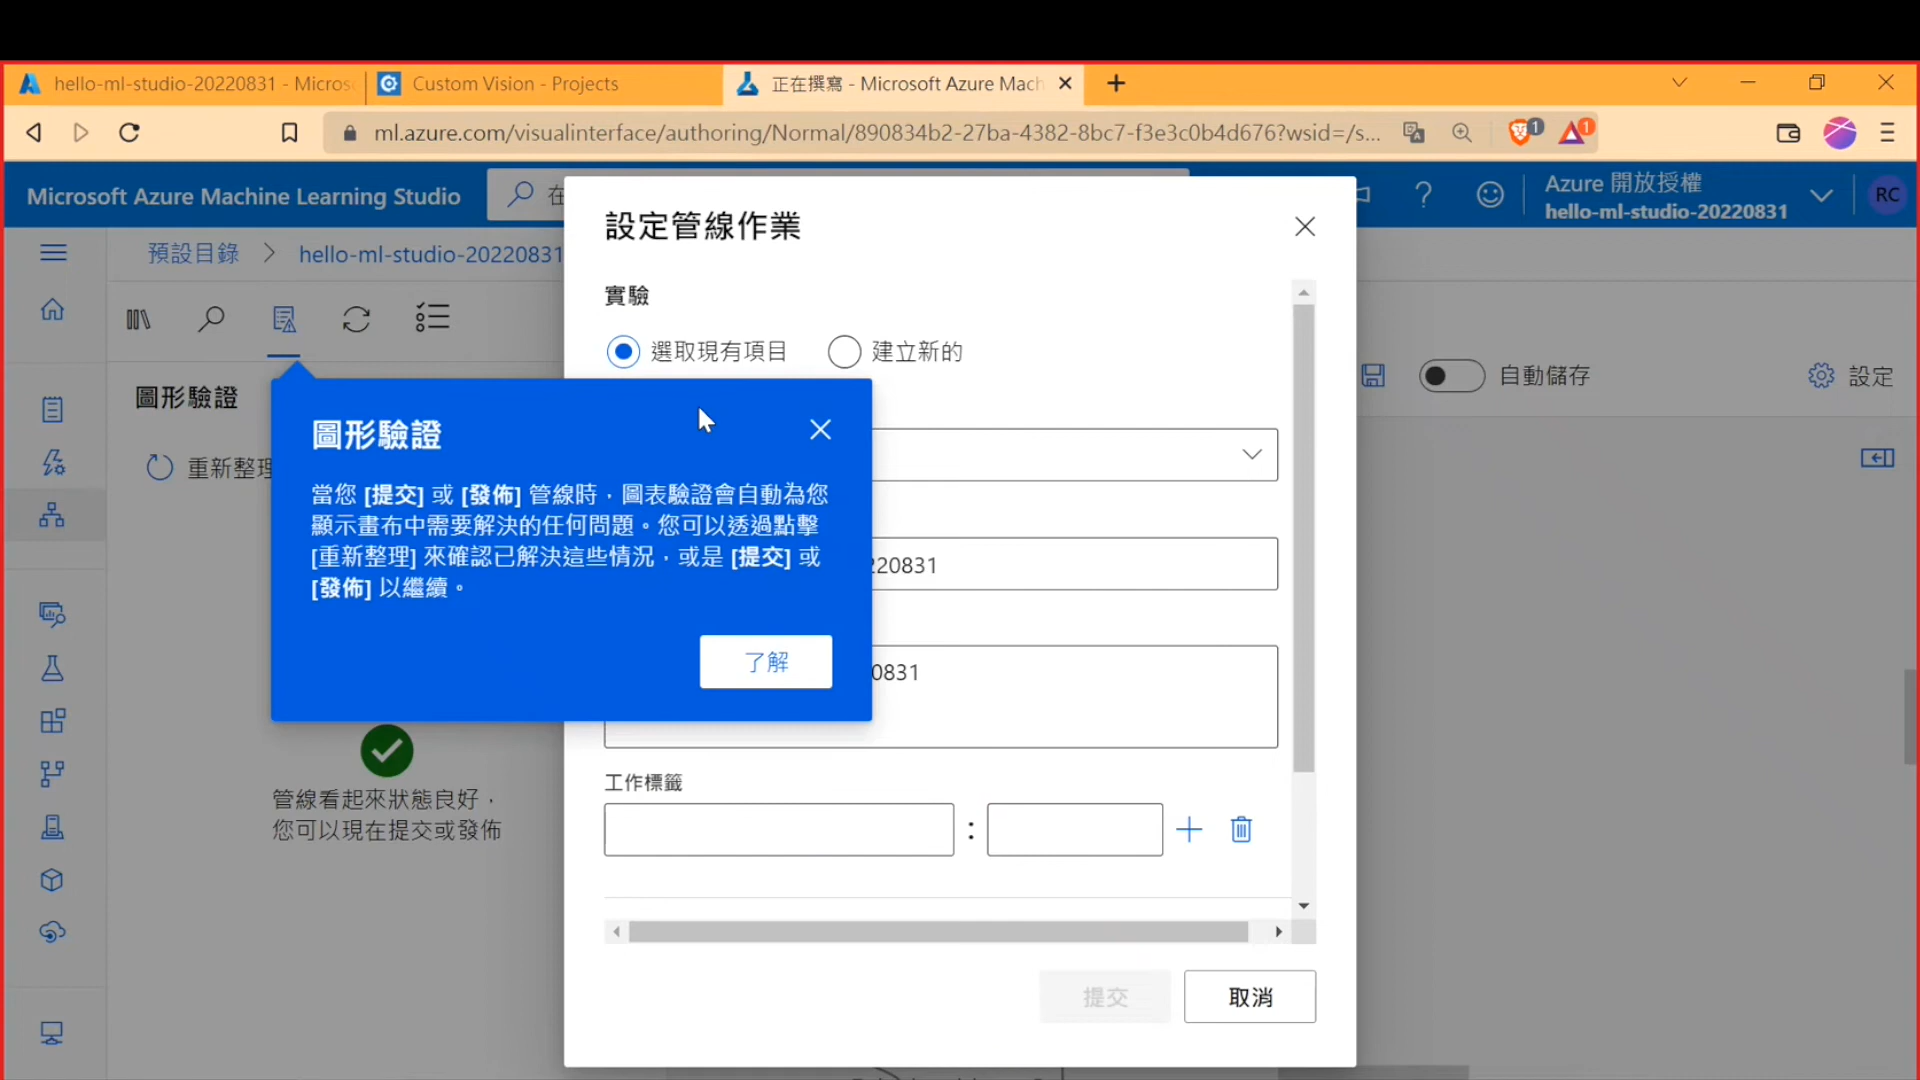 hello-ml-studio-20220831 - Micros
Custom Vision - Projects
正在撰寫 - Microsoft Azure Mach
ml.azure.com/visualinterface/authoring/Normal/890834b2-27ba-4382-8bc7-f3e3c0b4d676?wsid=/s...
1
1
Microsoft Azure Machine Learning Studio
在
Azure 開放授權
hello-ml-studio-20220831
RC
預設目錄
hello-ml-studio-20220831
設定管線作業
實驗
選取現有項目
建立新的
自動儲存
設定
圖形驗證
重新整理
圖形驗證
當您 [提交] 或 [發佈] 管線時，圖表驗證會自動為您
顯示畫布中需要解決的任何問題。您可以透過點擊
[重新整理] 來確認已解決這些情況，或是 [提交] 或
[發佈] 以繼續。
了解
220831
0831
管線看起來狀態良好，
您可以現在提交或發佈
工作標籤
:
提交
取消